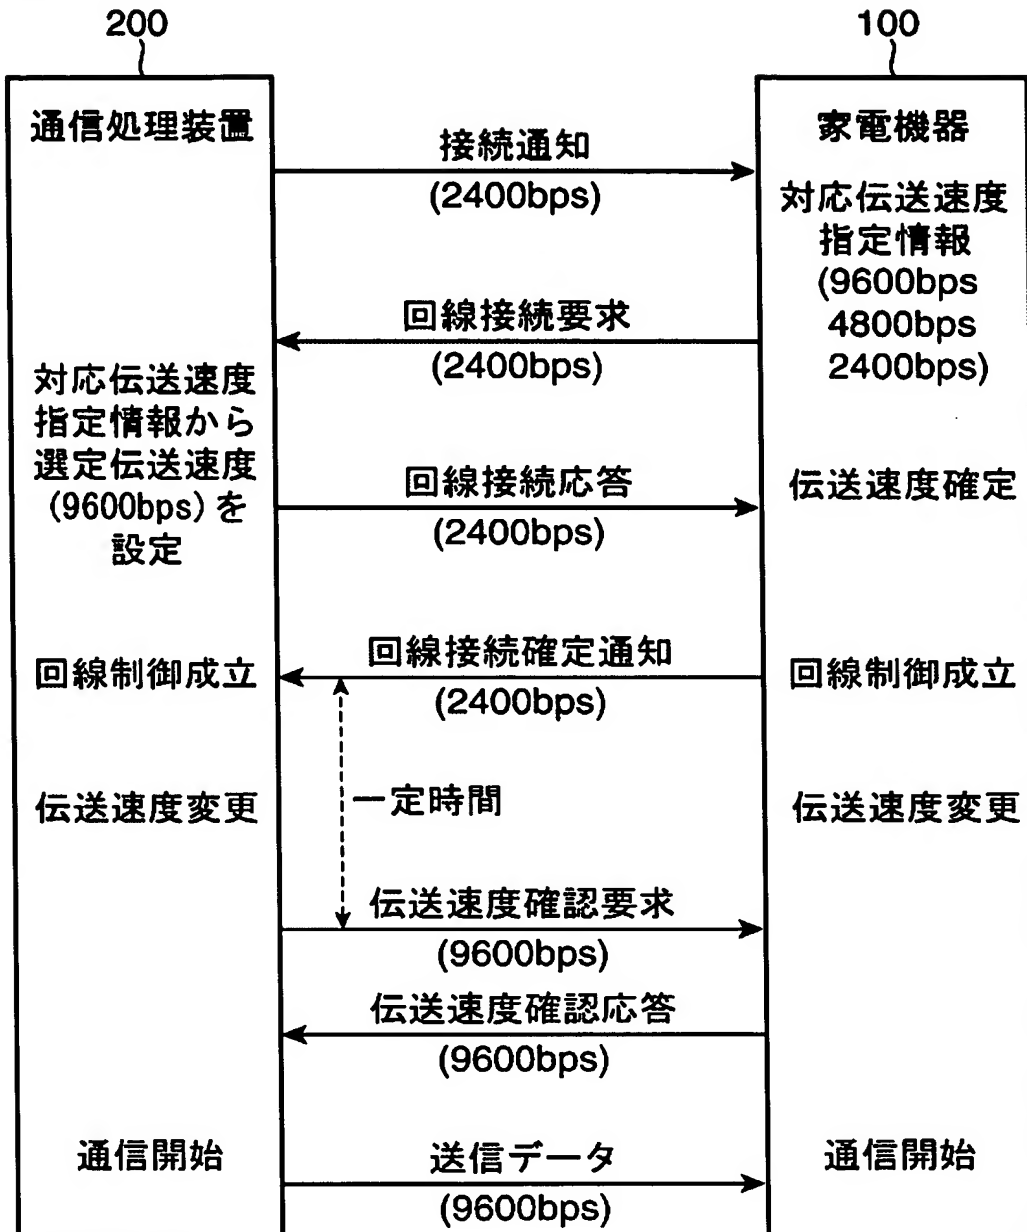 200
100
通信処理装置
家電機器
接続通知
(2400bps)
対応伝送速度
指定情報
(9600bps
4800bps
2400bps)
回線接続要求
(2400bps)
対応伝送速度
指定情報から
選定伝送速度
(9600bps)を
設定
回線接続応答
(2400bps)
伝送速度確定
回線制御成立
回線接続確定通知
(2400bps)
回線制御成立
伝送速度変更
一定時間
伝送速度変更
伝送速度確認要求
(9600bps)
伝送速度確認応答
(9600bps)
通信開始
送信データ
(9600bps)
通信開始